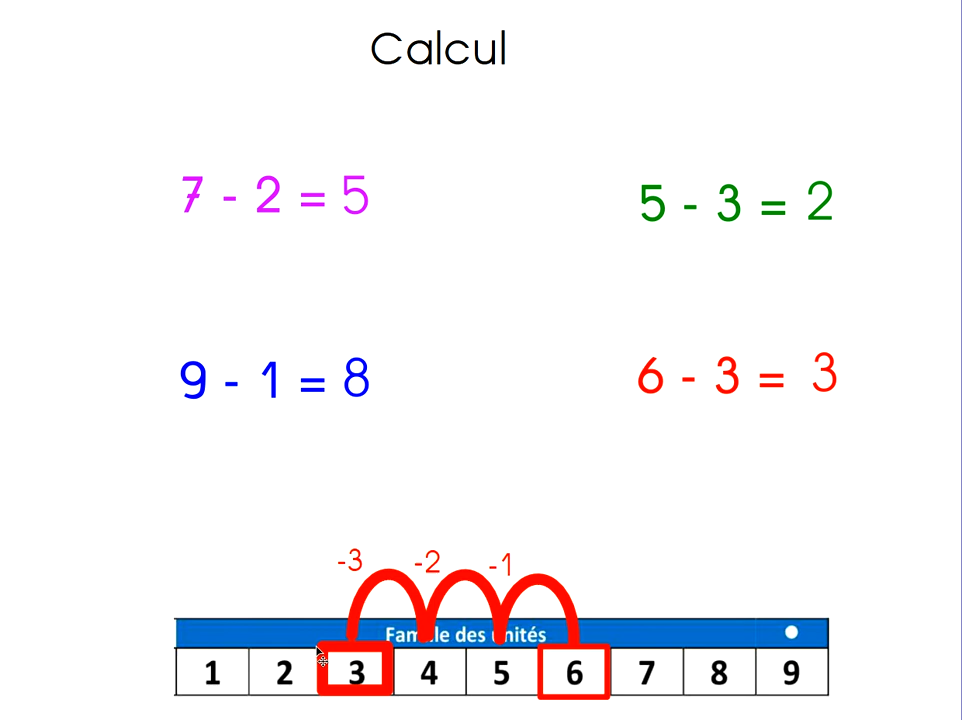 Calcul
7 - 2 = 5
5 - 3 = 2
9 - 1 = 8
6 - 3 = 3
-3 -2 -1
Famille des unités
1 2 3 4 5 6 7 8 9